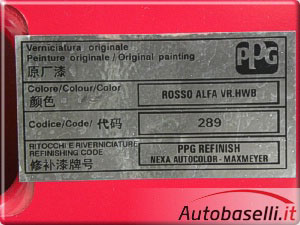 Verniciatura originale
Peinture originale / Original painting
原厂漆
PPG
Colore/Colour/Color
颜色
ROSSO ALFA VR.HWB
Codice/Code/ 代码
289
RITOCCHI E RIVERNICIATURE
REFINISHING CODE
修补漆牌号
PPG REFINISH
NEXA AUTOCOLOR - MAXMEYER
Autobaselli.it